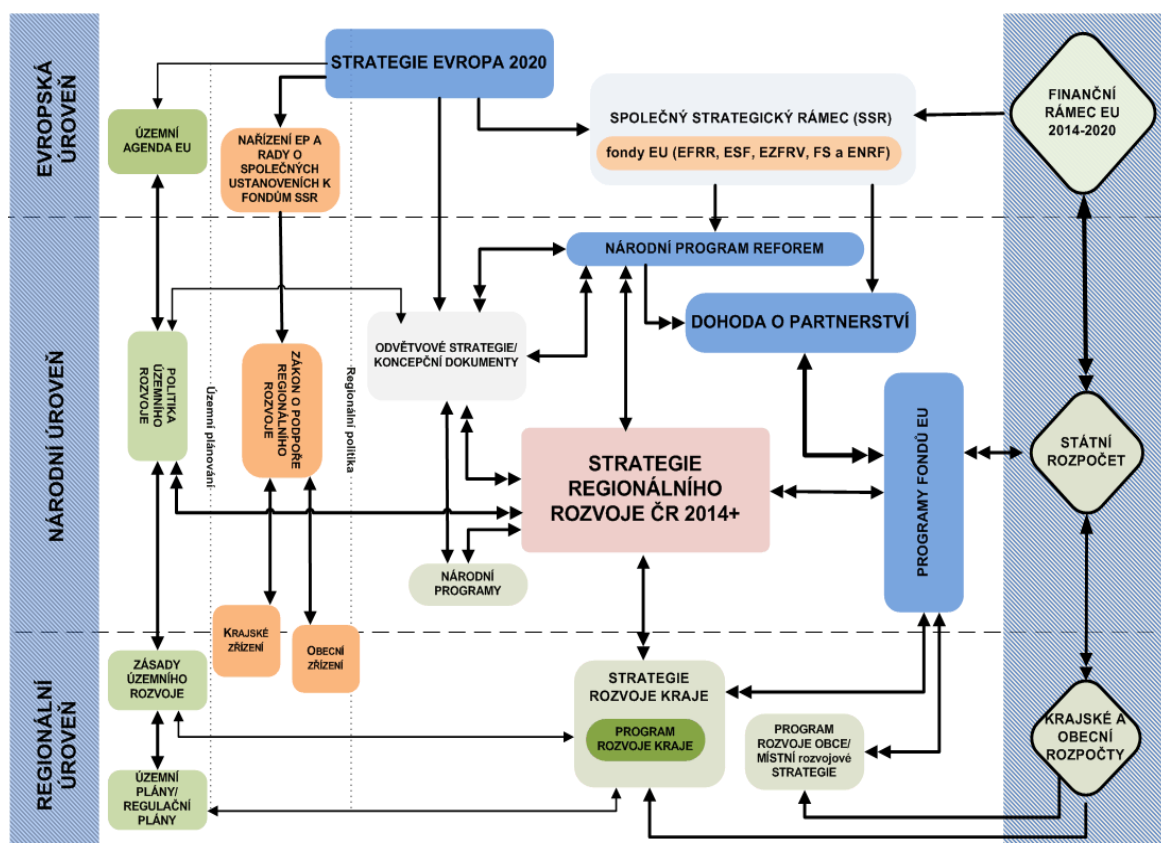 EVROPSKÁ
ÚROVEŇ
STRATEGIE EVROPA 2020
ÚZEMNÍ
AGENDA EU
NAŘÍZENÍ EP A
RADY O
SPOLEČNÝCH
USTANOVENÍCH K
FONDŮM SSR
SPOLEČNÝ STRATEGICKÝ RÁMEC (SSR)
fondy EU (EFRR, ESF, EZFRV, FS a ENRF)
FINANČNÍ
RÁMEC EU
2014-2020
NÁRODNÍ ÚROVEŇ
NÁRODNÍ PROGRAM REFOREM
DOHODA O PARTNERSTVÍ
ODVĚTVOVÉ STRATEGIE/
KONCEPČNÍ DOKUMENTY
POLITIKA
ÚZEMNÍHO
ROZVOJE
Územní plánování
ZÁKON O PODPOŘE
REGIONÁLNÍHO
ROZVOJE
Regionální politika
STRATEGIE
REGIONÁLNÍHO
ROZVOJE ČR 2014+
PROGRAMY FONDŮ EU
STÁTNÍ
ROZPOČET
NÁRODNÍ
PROGRAMY
KRAJSKÉ
ZŘÍZENÍ
OBECNÍ
ZŘÍZENÍ
REGIONÁLNÍ
ÚROVEŇ
ZÁSADY
ÚZEMNÍHO
ROZVOJE
STRATEGIE
ROZVOJE KRAJE
PROGRAM
ROZVOJE KRAJE
PROGRAM
ROZVOJE OBCE/
MÍSTNÍ rozvojové
STRATEGIE
KRAJSKÉ A
OBECNÍ
ROZPOČTY
ÚZEMNÍ
PLÁNY/
REGULAČNÍ
PLÁNY